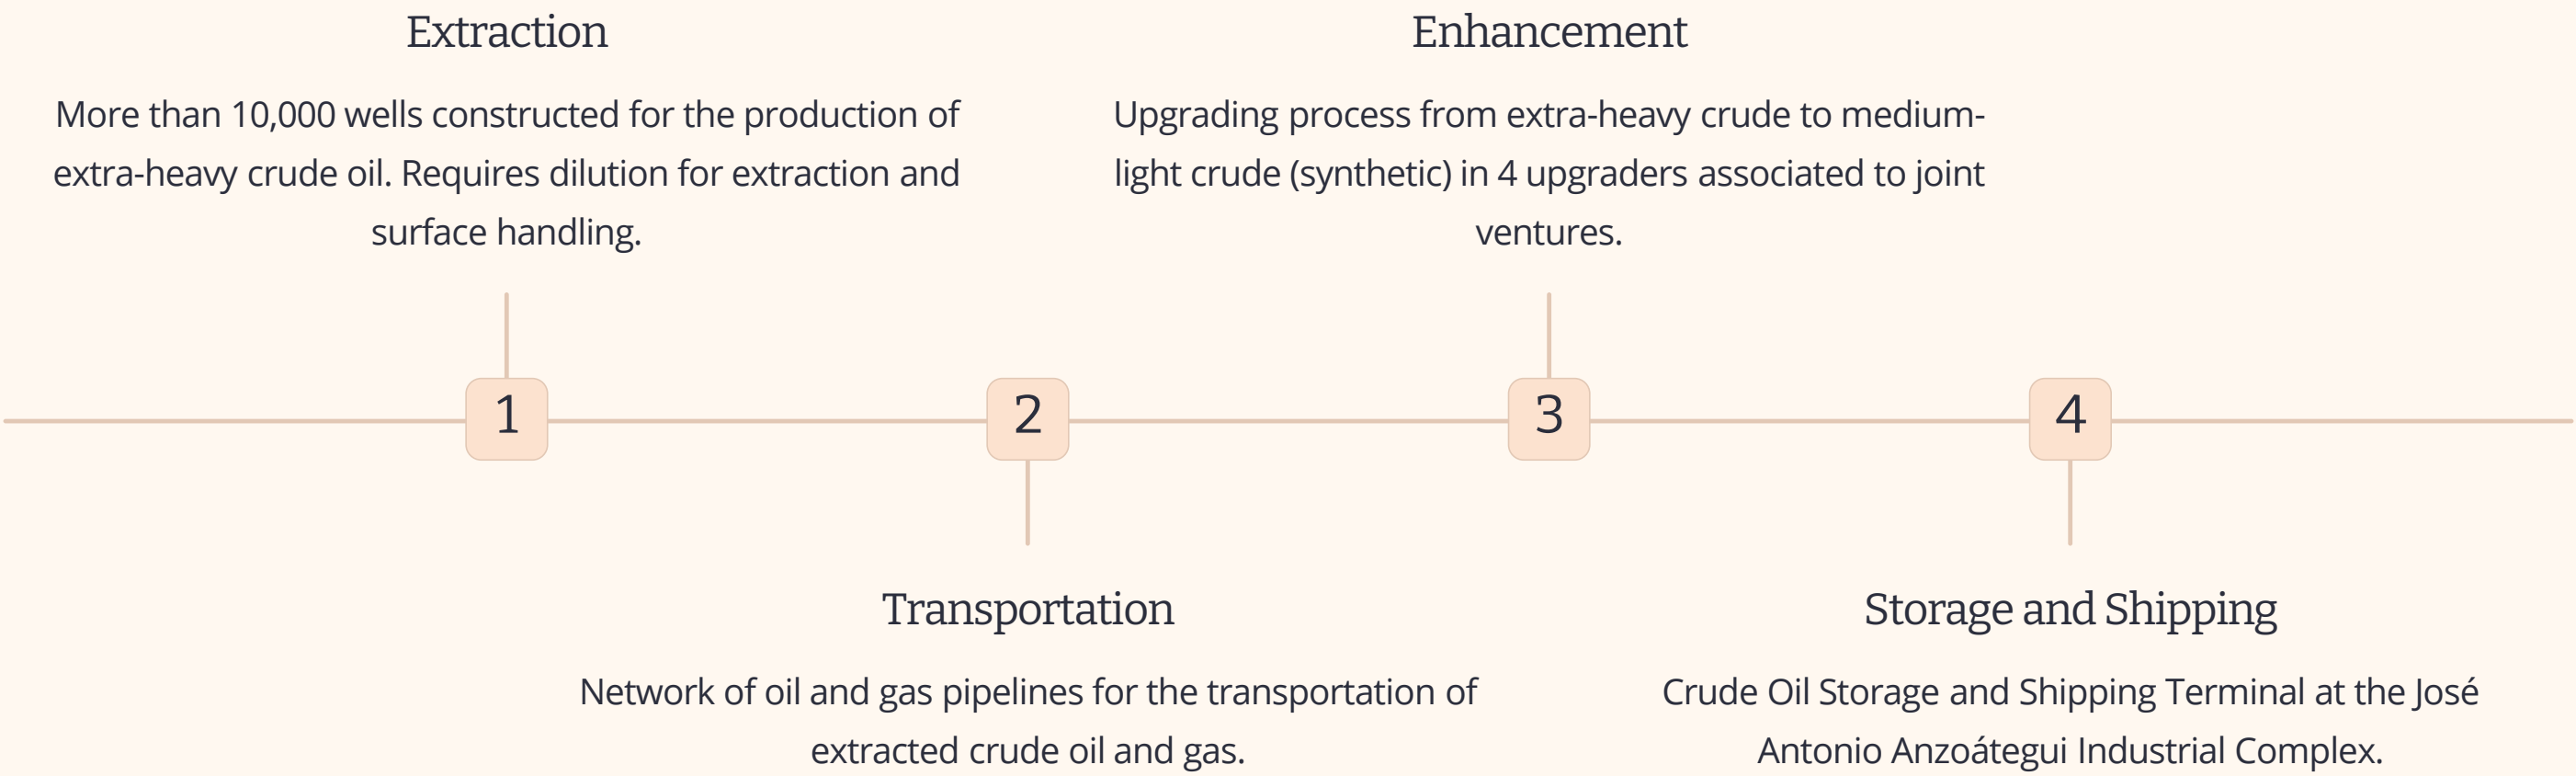 Extraction
More than 10,000 wells constructed for the production of
extra-heavy crude oil. Requires dilution for extraction and
surface handling.
Enhancement
Upgrading process from extra-heavy crude to medium-
light crude (synthetic) in 4 upgraders associated to joint
ventures.
1
2
3
4
Transportation
Network of oil and gas pipelines for the transportation of
extracted crude oil and gas.
Storage and Shipping
Crude Oil Storage and Shipping Terminal at the José
Antonio Anzoátegui Industrial Complex.